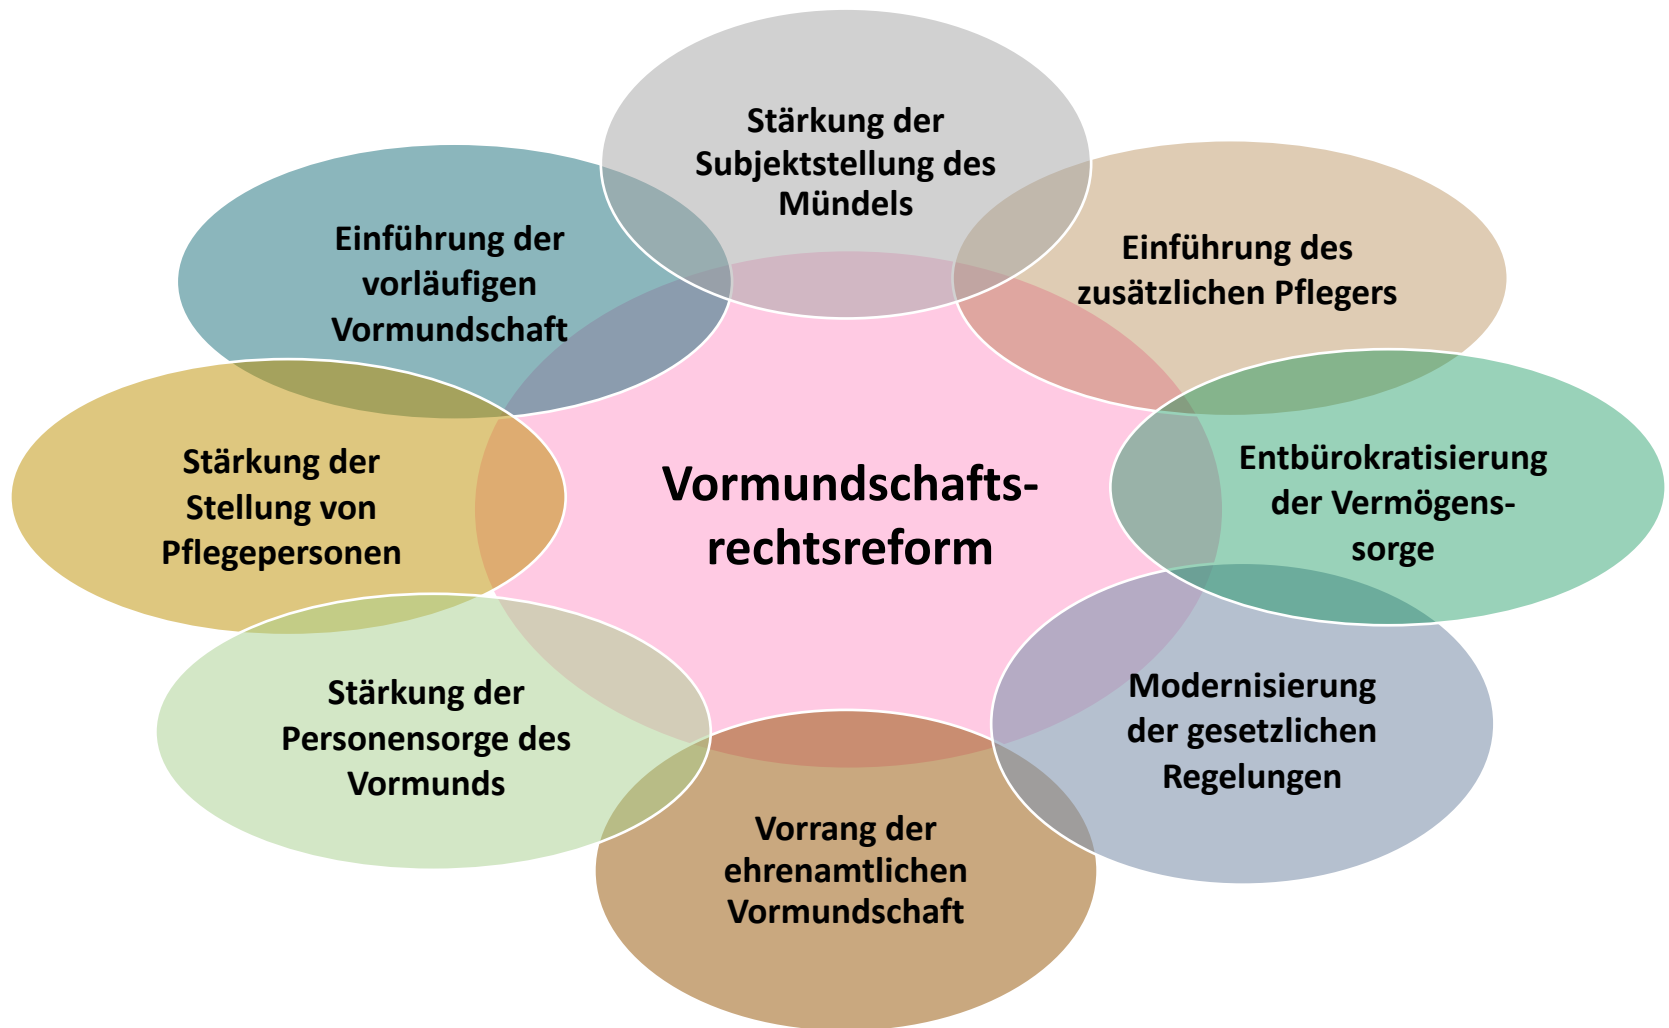 Stärkung der
Subjektstellung des
Mündels
Einführung des
zusätzlichen Pflegers
Entbürokratisierung
der Vermögens-
sorge
Modernisierung
der gesetzlichen
Regelungen
Vorrang der
ehrenamtlichen
Vormundschaft
Stärkung der
Personensorge des
Vormunds
Stärkung der
Stellung von
Pflegepersonen
Einführung der
vorläufigen
Vormundschaft
Vormundschafts-
rechtsreform